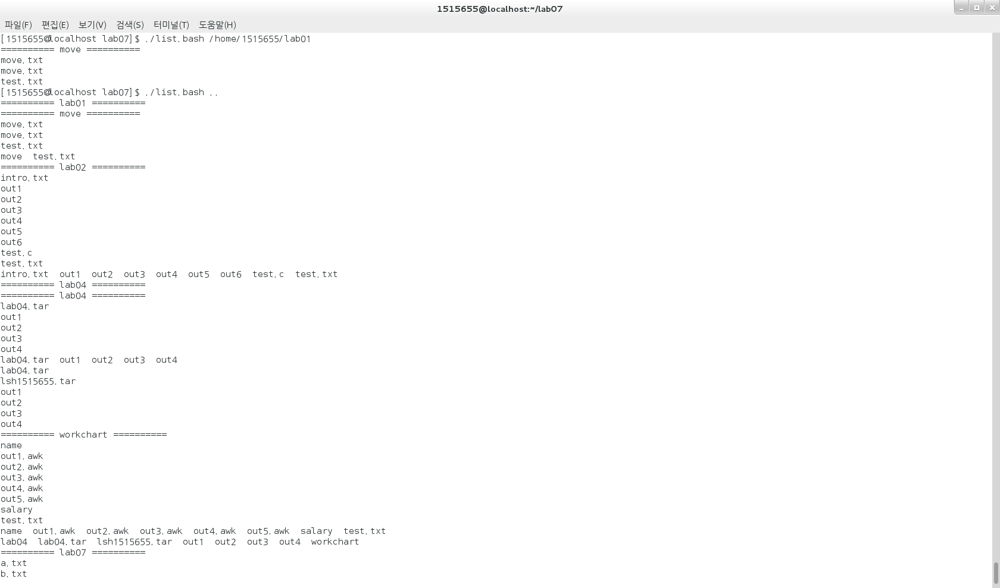 1515655@localhost:~/lab07
파일(F) 편집(E) 보기(V) 검색(S) 터미널(T) 도움말(H)
[1515655@localhost lab07]$ ./list.bash /home/1515655/lab01
========== move ==========
move.txt
move.txt
test.txt
[1515655@localhost lab07]$ ./list.bash ..
========== lab01 ==========
========== move ==========
move.txt
move.txt
test.txt
move  test.txt
========== lab02 ==========
intro.txt
out1
out2
out3
out4
out5
out6
test.c
test.txt
intro.txt  out1  out2  out3  out4  out5  out6  test.c  test.txt
========== lab04 ==========
========== lab04 ==========
lab04.tar
out1
out2
out3
out4
lab04.tar  out1  out2  out3  out4
lab04.tar
lsh1515655.tar
out1
out2
out3
out4
========== workchart ==========
name
out1.awk
out2.awk
out3.awk
out4.awk
out5.awk
salary
test.txt
name  out1.awk  out2.awk  out3.awk  out4.awk  out5.awk  salary  test.txt
lab04  lab04.tar  lsh1515655.tar  out1  out2  out3  out4  workchart
========== lab07 ==========
a.txt
b.txt